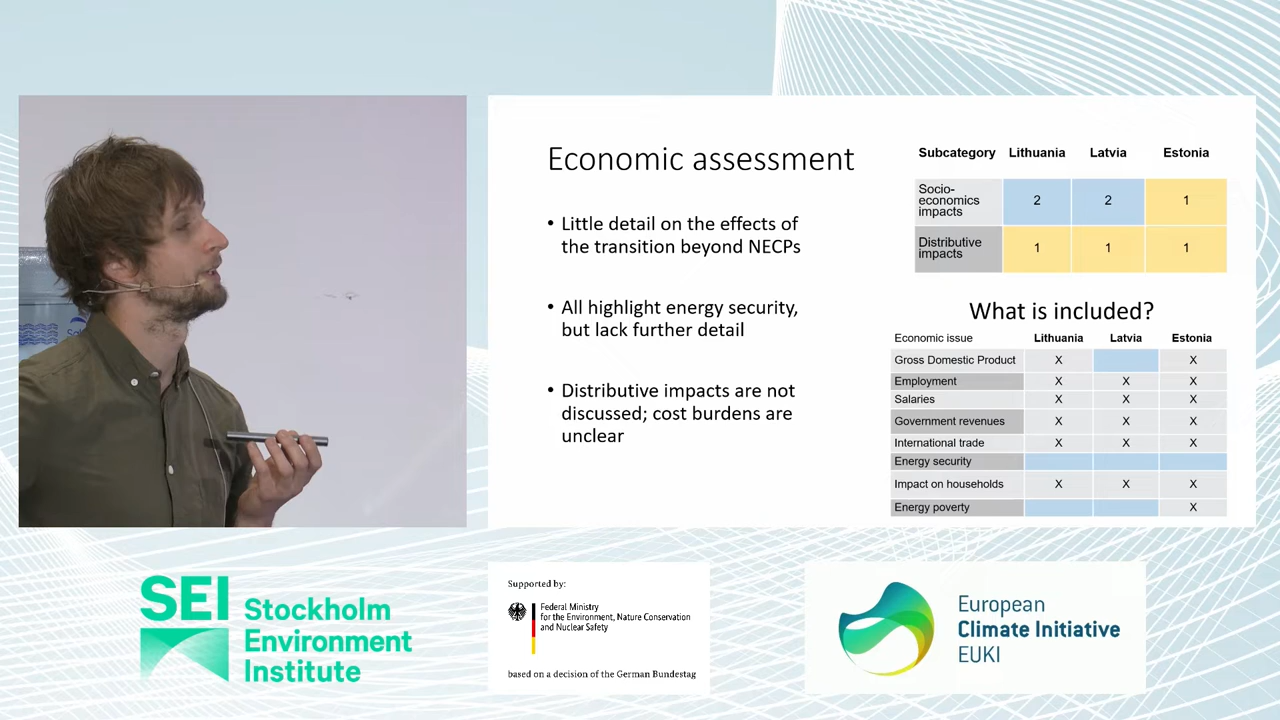 Economic assessment
• Little detail on the effects of
the transition beyond NECPs
• All highlight energy security,
but lack further detail
• Distributive impacts are not
discussed; cost burdens are
unclear
Subcategory Lithuania Latvia Estonia
Socio-
economics
impacts
2 2 1
Distributive
impacts
1 1 1
What is included?
Economic issue Lithuania Latvia Estonia
Gross Domestic Product X X
Employment X X X
Salaries X X X
Government revenues X X X
International trade X X X
Energy security
Impact on households X X X
Energy poverty X
SEI Stockholm
Environment
Institute
Supported by:
Federal Ministry
for the Environment, Nature Conservation
and Nuclear Safety
based on a decision of the German Bundestag
European
Climate Initiative
EUKI